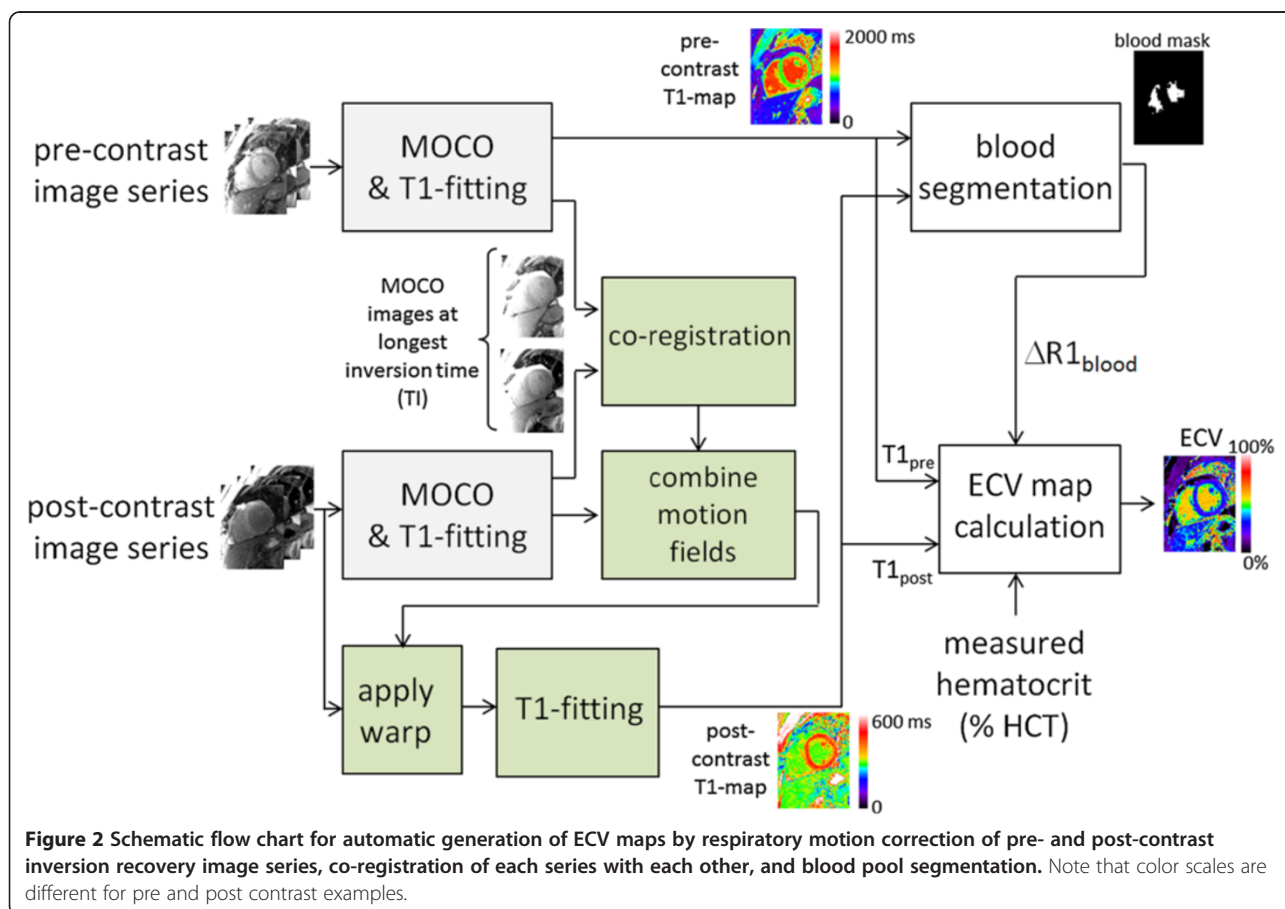 pre-
contrast
T1-map
2000 ms
0
blood mask
pre-contrast
image series
MOCO
& T1-fitting
blood
segmentation
MOCO
images at
longest
inversion time
(TI)
co-registration
ΔR1blood
post-contrast
image series
MOCO
& T1-fitting
combine
motion
fields
T1pre
T1post
ECV map
calculation
ECV
100%
0%
apply
warp
T1-fitting
post-
contrast
T1-map
600 ms
0
measured
hematocrit
(% HCT)
Figure 2 Schematic flow chart for automatic generation of ECV maps by respiratory motion correction of pre- and post-contrast
inversion recovery image series, co-registration of each series with each other, and blood pool segmentation. Note that color scales are
different for pre and post contrast examples.